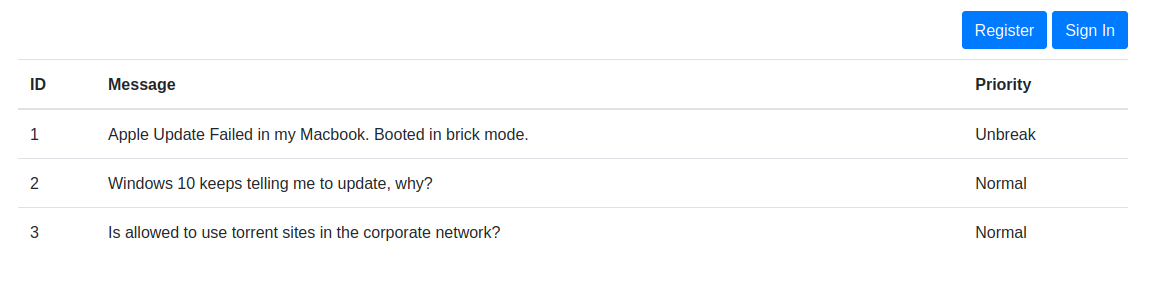 Register Sign In
ID Message Priority
1 Apple Update Failed in my Macbook. Booted in brick mode. Unbreak
2 Windows 10 keeps telling me to update, why? Normal
3 Is allowed to use torrent sites in the corporate network? Normal